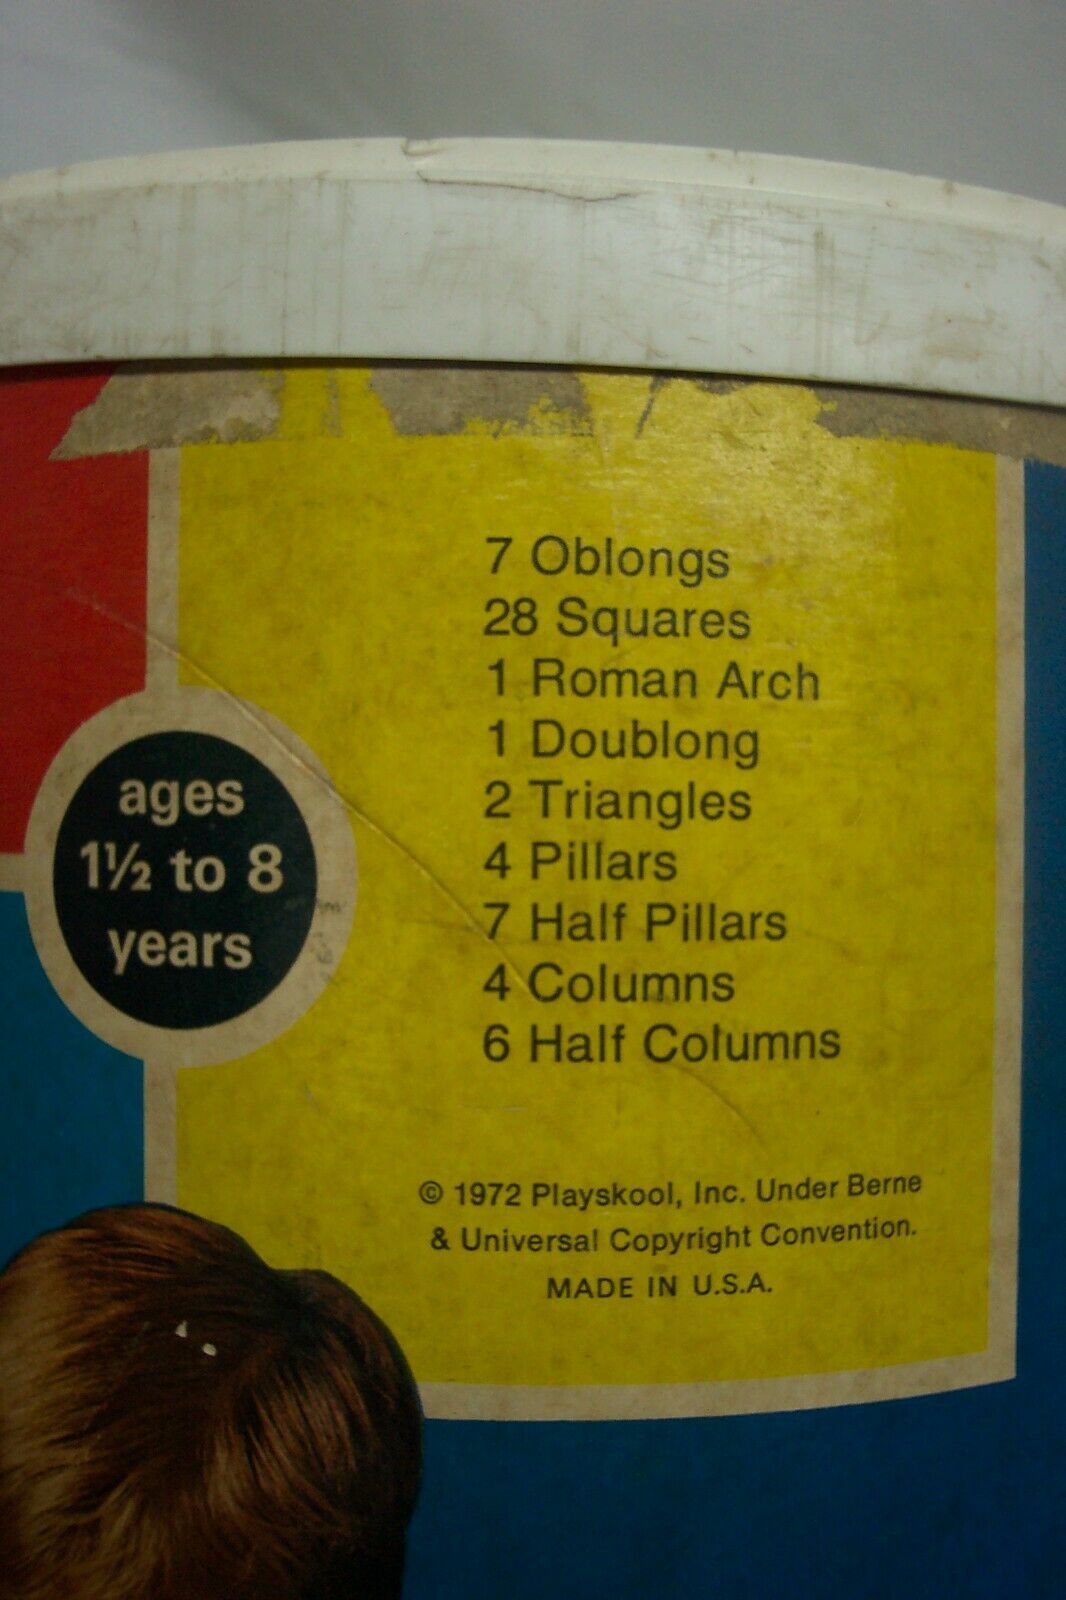 7 Oblongs
28 Squares
1 Roman Arch
1 Doublong
2 Triangles
4 Pillars
7 Half Pillars
4 Columns
6 Half Columns
ages
1½ to 8
years
© 1972 Playskool, Inc. Under Berne
& Universal Copyright Convention.
MADE IN U.S.A.